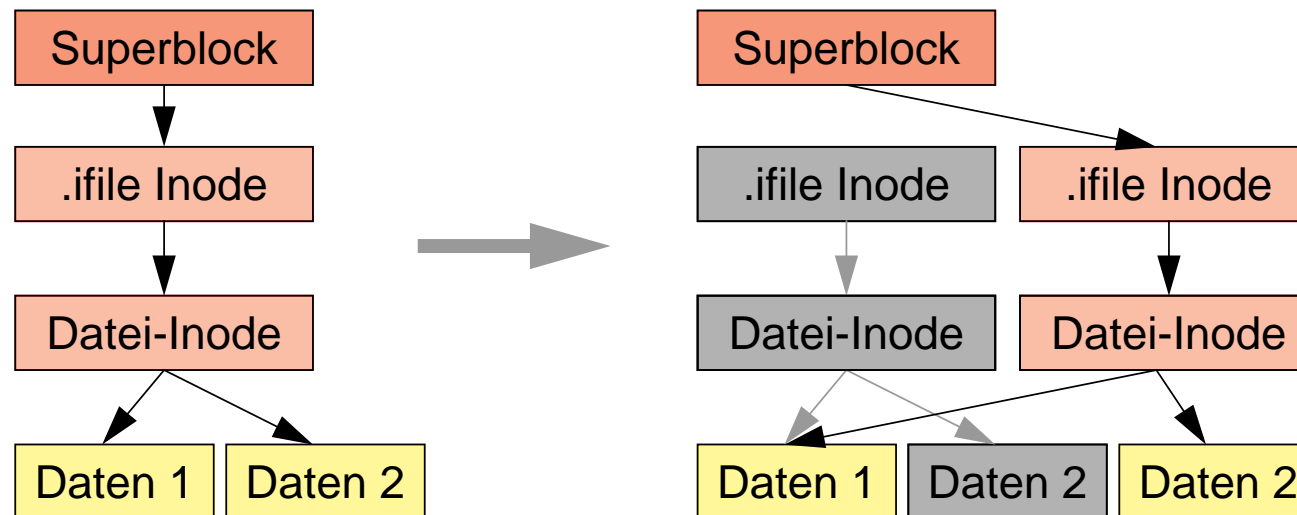 Superblock
Superblock
.ifile Inode
.ifile Inode
.ifile Inode
Datei-Inode
Datei-Inode
Datei-Inode
Daten 1
Daten 2
Daten 1
Daten 2
Daten 2